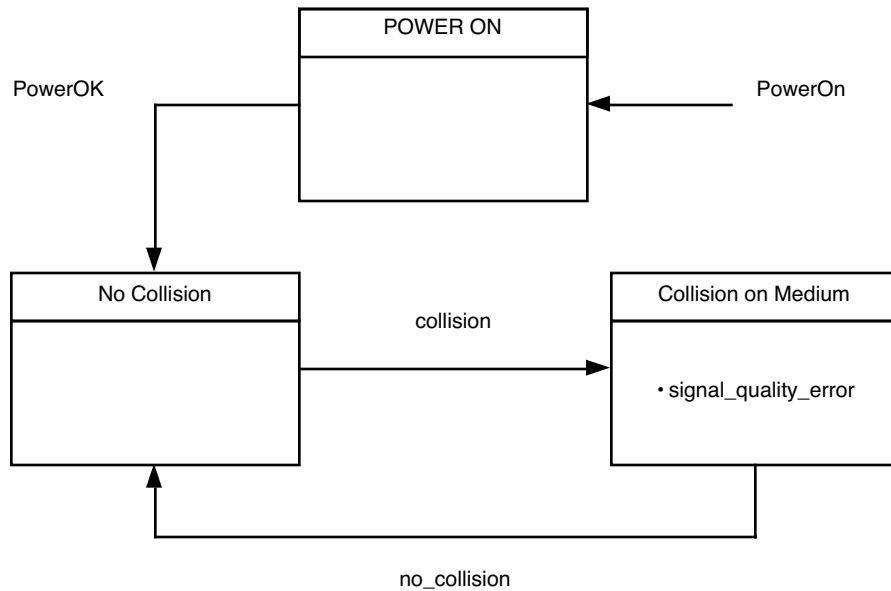 POWER ON
PowerOK
PowerOn
No Collision
Collision on Medium
collision
• signal_quality_error
no_collision